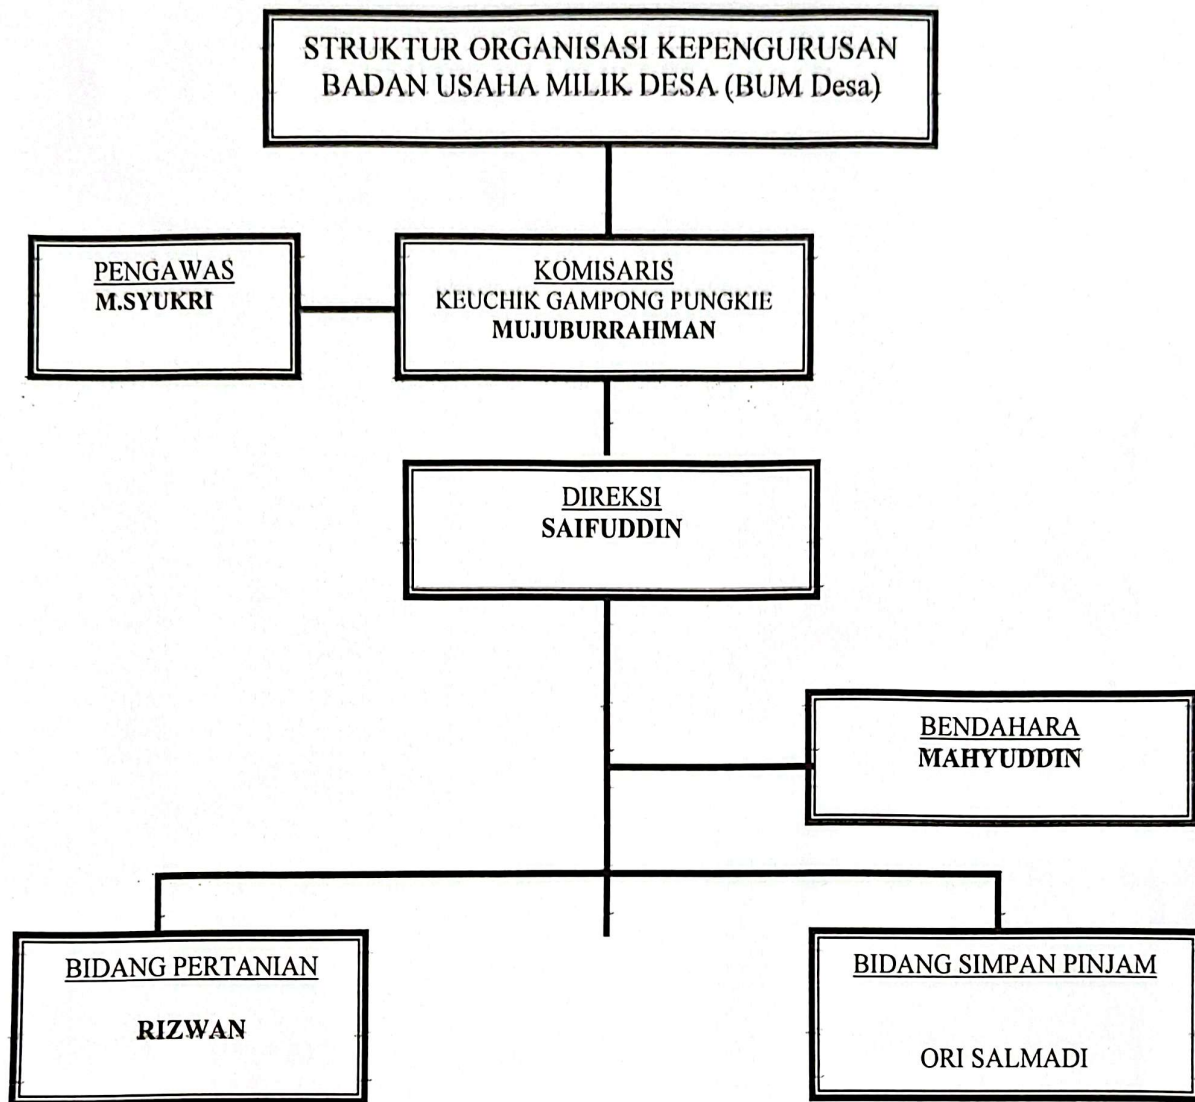 STRUKTUR ORGANISASI KEPENGURUSAN
BADAN USAHA MILIK DESA (BUM Desa)
PENGAWAS
M.SYUKRI
KOMISARIS
KEUCHIK GAMPONG PUNGKIE
MUJUBURRAHMAN
DIREKSI
SAIFUDDIN
BENDAHARA
MAHYUDDIN
BIDANG PERTANIAN
RIZWAN
BIDANG SIMPAN PINJAM
ORI SALMADI